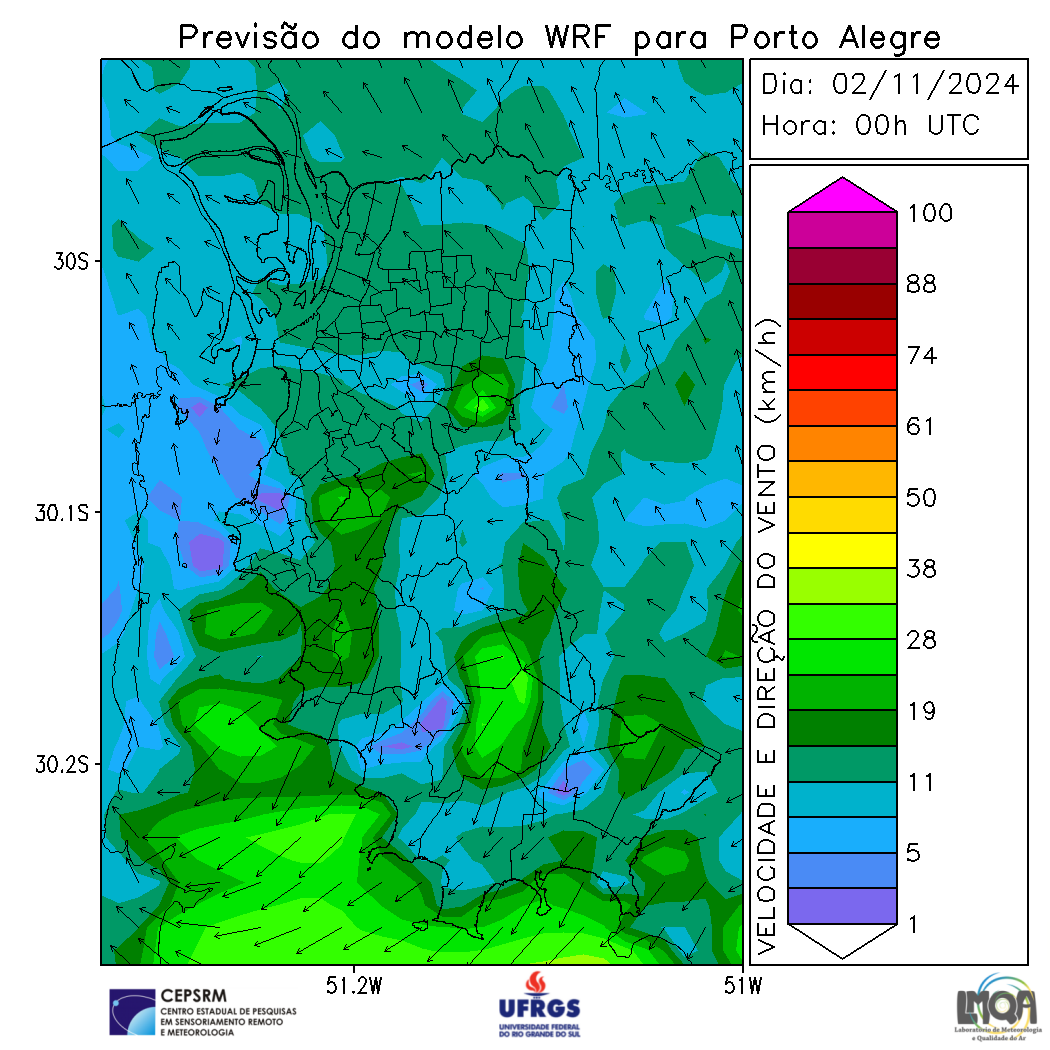 Previsão do modelo WRF para Porto Alegre
Dia: 02/11/2024
Hora: 00h UTC
30S
30.1S
30.2S
51.2W
51W
VELOCIDADE E DIREÇÃO DO VENTO (km/h)
100
88
74
61
50
38
28
19
11
5
1
CEPSRM
CENTRO ESTADUAL DE PESQUISAS
EM SENSORIAMENTO REMOTO
E METEOROLOGIA
UFRGS
UNIVERSIDADE FEDERAL
DO RIO GRANDE DO SUL
LMQA
Laboratório de Meteorologia
e Qualidade do Ar